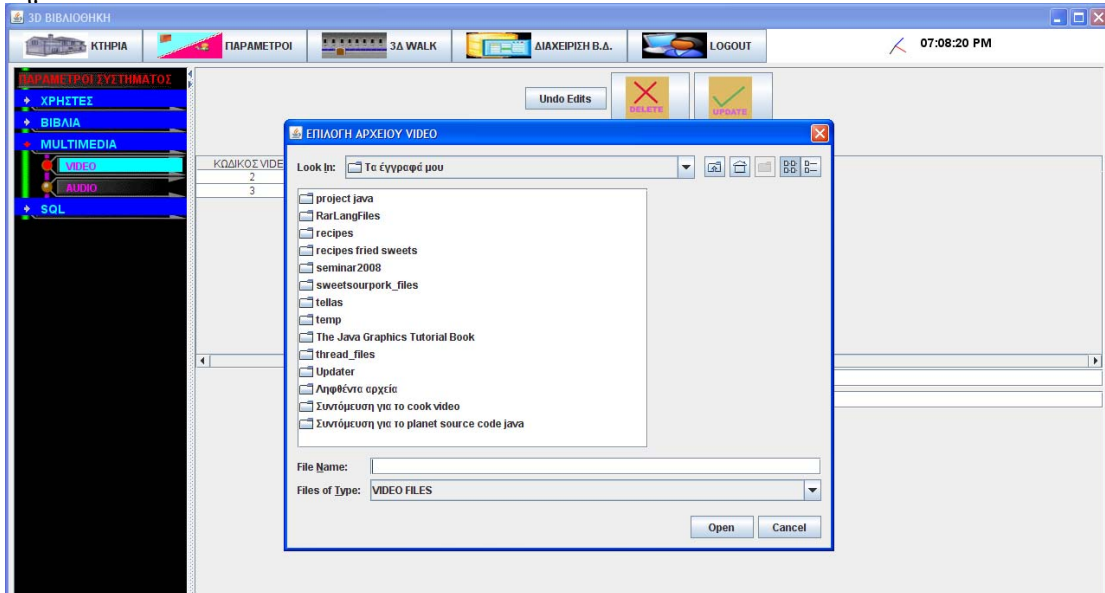 3D ΒΙΒΛΙΟΘΗΚΗ
ΚΤΗΡΙΑ ΠΑΡΑΜΕΤΡΟΙ 3Δ WALK ΔΙΑΧΕΙΡΙΣΗ Β.Δ. LOGOUT 07:08:20 PM
ΠΑΡΑΜΕΤΡΟΙ ΣΥΣΤΗΜΑΤΟΣ
ΧΡΗΣΤΕΣ
ΒΙΒΛΙΑ
MULTIMEDIA
VIDEO
AUDIO
SQL
Undo Edits DELETE UPDATE
ΚΩΔΙΚΟΣ VIDE
2
3
ΕΠΙΛΟΓΗ ΑΡΧΕΙΟΥ VIDEO
Look In: Τα έγγραφά μου
project java
RarLangFiles
recipes
recipes fried sweets
seminar2008
sweetsourpork_files
tellas
temp
The Java Graphics Tutorial Book
thread_files
Updater
Ληφθέντα αρχεία
Συντόμευση για το cook video
Συντόμευση για το planet source code java
File Name:
Files of Type: VIDEO FILES
Open Cancel